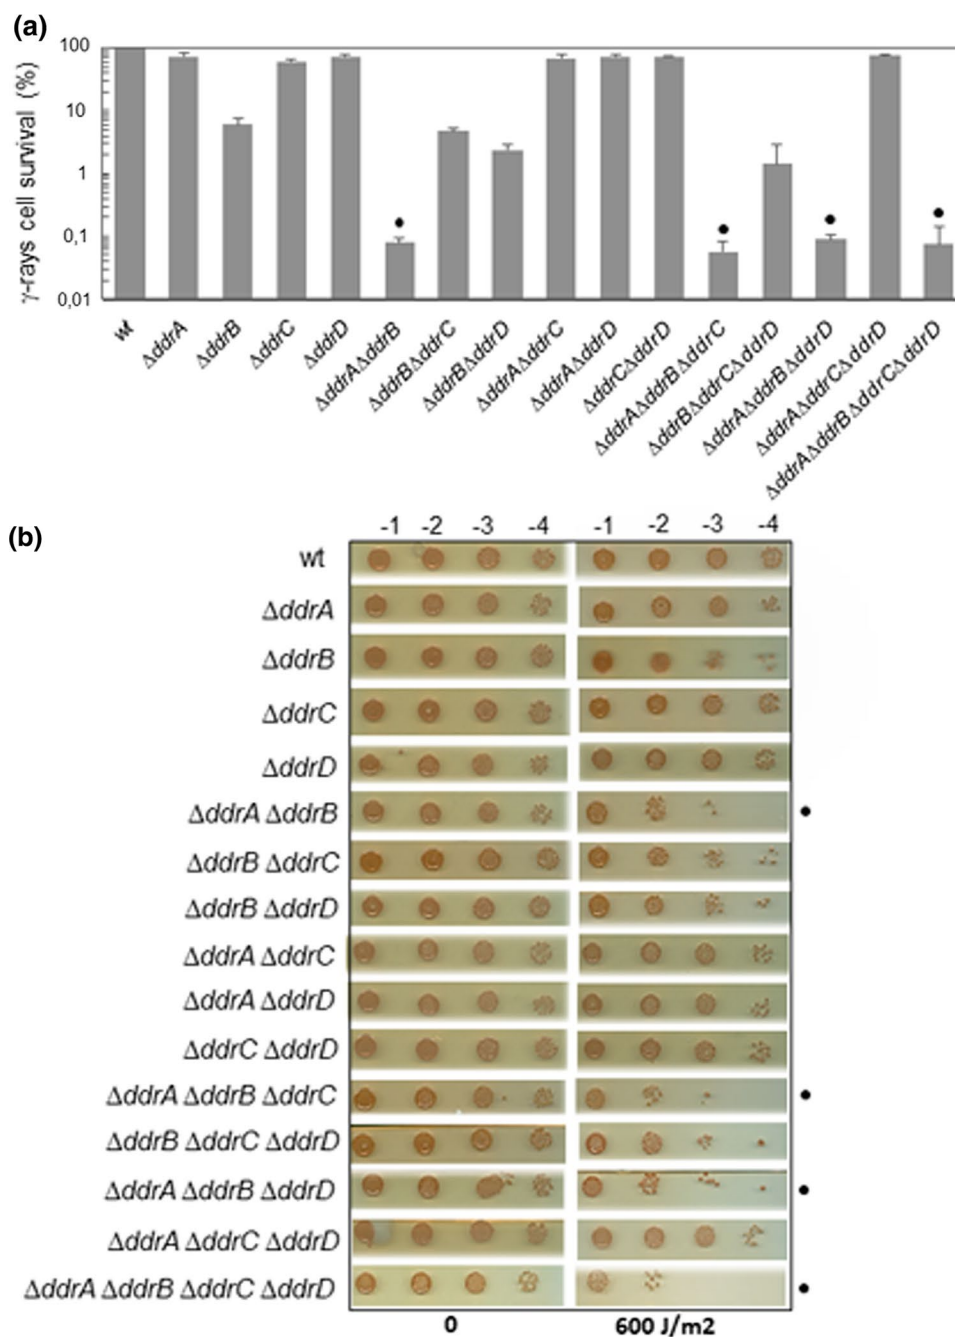 (a)
γ-rays cell survival (%)
100
10
1
0,1
0,01
wt
ΔddrA
ΔddrB
ΔddrC
ΔddrD
ΔddrAΔddrB
ΔddrBΔddrC
ΔddrBΔddrD
ΔddrAΔddrC
ΔddrAΔddrD
ΔddrCΔddrD
ΔddrAΔddrBΔddrC
ΔddrBΔddrCΔddrD
ΔddrAΔddrBΔddrD
ΔddrAΔddrCΔddrD
ΔddrAΔddrBΔddrCΔddrD
(b)
-1 -2 -3 -4 -1 -2 -3 -4
wt
ΔddrA
ΔddrB
ΔddrC
ΔddrD
ΔddrA ΔddrB
ΔddrB ΔddrC
ΔddrB ΔddrD
ΔddrA ΔddrC
ΔddrA ΔddrD
ΔddrC ΔddrD
ΔddrA ΔddrB ΔddrC
ΔddrB ΔddrC ΔddrD
ΔddrA ΔddrB ΔddrD
ΔddrA ΔddrC ΔddrD
ΔddrA ΔddrB ΔddrC ΔddrD
0 600 J/m2